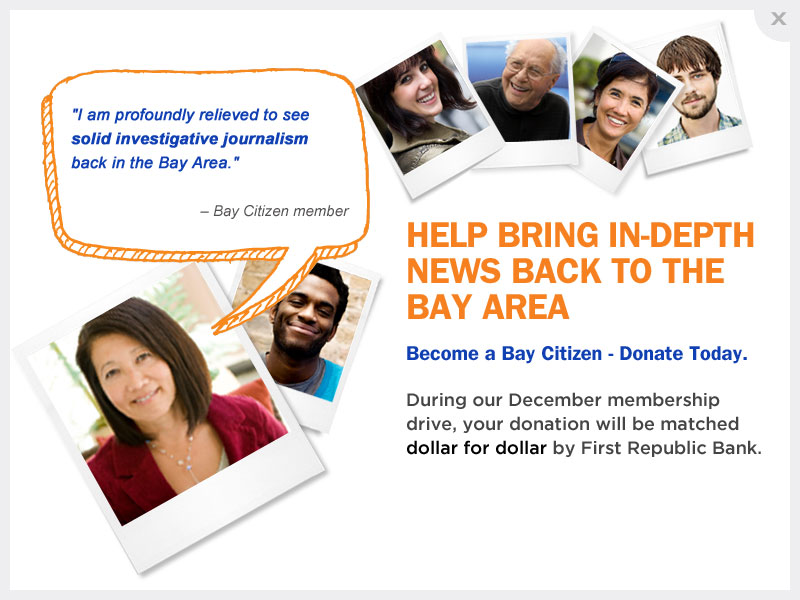 "I am profoundly relieved to see
solid investigative journalism
back in the Bay Area."
– Bay Citizen member
HELP BRING IN-DEPTH
NEWS BACK TO THE
BAY AREA
Become a Bay Citizen - Donate Today.
During our December membership
drive, your donation will be matched
dollar for dollar by First Republic Bank.